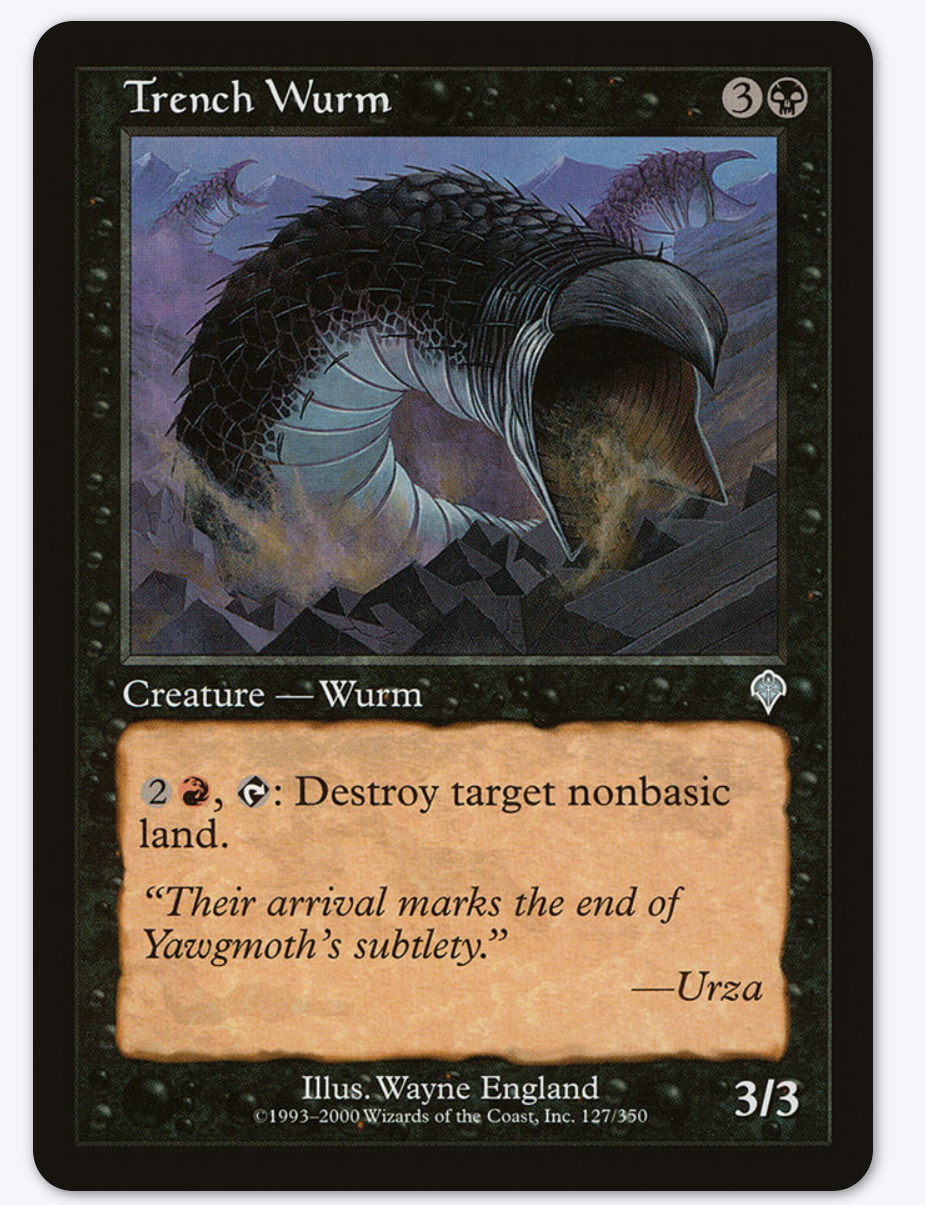 Trench Wurm
3
Creature — Wurm
2 , : Destroy target nonbasic
land.
“Their arrival marks the end of
Yawgmoth’s subtlety.”
—Urza
Illus. Wayne England
©1993–2000 Wizards of the Coast, Inc. 127/350
3/3